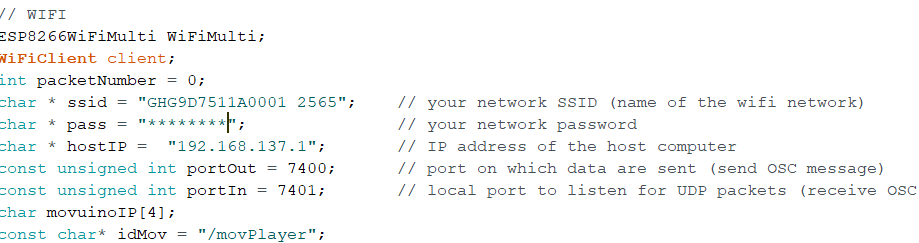 // WIFI
ESP8266WiFiMulti WiFiMulti;
WiFiClient client;
int packetNumber = 0;
char * ssid = "GHG9D7511A0001 2565";    // your network SSID (name of the wifi network)
char * pass = "********";               // your network password
char * hostIP =  "192.168.137.1";       // IP address of the host computer
const unsigned int portOut = 7400;      // port on which data are sent (send OSC message)
const unsigned int portIn = 7401;       // local port to listen for UDP packets (receive OSC
char movuinoIP[4];
const char* idMov = "/movPlayer";